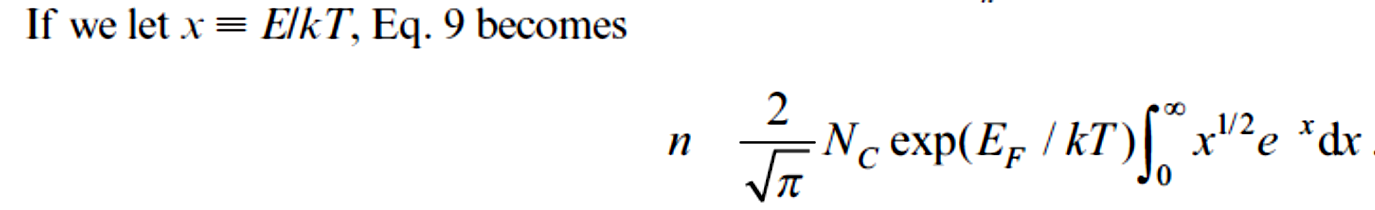 If we let x ≡ E/kT, Eq. 9 becomes
n 2/√π N_C exp(E_F / kT)∫_0^∞ x^{1/2}e ^x dx.